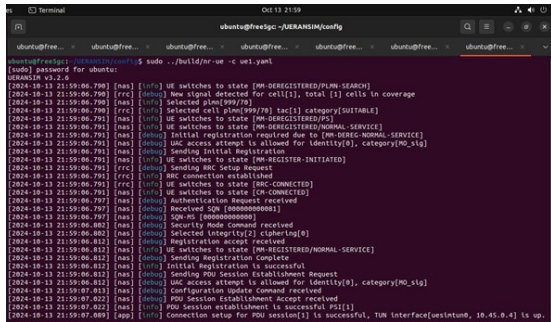 es Terminal Oct 13 21:59
ubuntu@free5gc: ~/UERANSIM/config
ubuntu@free... ubuntu@free... ubuntu@free... ubuntu@free... ubuntu@free... ubuntu@free... ubuntu@free...
ubuntu@free5gc:~/UERANSIM/config$ sudo ../build/nr-ue -c ue1.yaml
[sudo] password for ubuntu:
UERANSIM v3.2.6
[2024-10-13 21:59:06.790] [nas] [info] UE switches to state [MM-DEREGISTERED/PLMN-SEARCH]
[2024-10-13 21:59:06.790] [rrc] [debug] New signal detected for cell[1], total [1] cells in coverage
[2024-10-13 21:59:06.791] [nas] [info] Selected plmn[999/70]
[2024-10-13 21:59:06.791] [rrc] [info] Selected cell plmn[999/70] tac[1] category[SUITABLE]
[2024-10-13 21:59:06.791] [nas] [info] UE switches to state [MM-DEREGISTERED/PS]
[2024-10-13 21:59:06.791] [nas] [info] UE switches to state [MM-DEREGISTERED/NORMAL-SERVICE]
[2024-10-13 21:59:06.791] [nas] [debug] Initial registration required due to [MM-DEREG-NORMAL-SERVICE]
[2024-10-13 21:59:06.791] [nas] [debug] UAC access attempt is allowed for identity[0], category[MO_sig]
[2024-10-13 21:59:06.791] [nas] [debug] Sending Initial Registration
[2024-10-13 21:59:06.791] [nas] [info] UE switches to state [MM-REGISTER-INITIATED]
[2024-10-13 21:59:06.791] [rrc] [debug] Sending RRC Setup Request
[2024-10-13 21:59:06.791] [rrc] [info] RRC connection established
[2024-10-13 21:59:06.791] [rrc] [info] UE switches to state [RRC-CONNECTED]
[2024-10-13 21:59:06.791] [nas] [info] UE switches to state [CM-CONNECTED]
[2024-10-13 21:59:06.797] [nas] [debug] Authentication Request received
[2024-10-13 21:59:06.797] [nas] [debug] Received SQN [000000000081]
[2024-10-13 21:59:06.797] [nas] [debug] SQN-MS [000000000000]
[2024-10-13 21:59:06.802] [nas] [debug] Security Mode Command received
[2024-10-13 21:59:06.802] [nas] [debug] Selected integrity[2] ciphering[0]
[2024-10-13 21:59:06.812] [nas] [debug] Registration accept received
[2024-10-13 21:59:06.812] [nas] [info] UE switches to state [MM-REGISTERED/NORMAL-SERVICE]
[2024-10-13 21:59:06.812] [nas] [debug] Sending Registration Complete
[2024-10-13 21:59:06.812] [nas] [info] Initial Registration is successful
[2024-10-13 21:59:06.812] [nas] [debug] Sending PDU Session Establishment Request
[2024-10-13 21:59:06.812] [nas] [debug] UAC access attempt is allowed for identity[0], category[MO_sig]
[2024-10-13 21:59:07.013] [nas] [debug] Configuration Update Command received
[2024-10-13 21:59:07.022] [nas] [debug] PDU Session Establishment Accept received
[2024-10-13 21:59:07.022] [nas] [info] PDU Session establishment is successful PSI[1]
[2024-10-13 21:59:07.089] [app] [info] Connection setup for PDU session[1] is successful, TUN interface[uesimtun0, 10.45.0.4] is up.